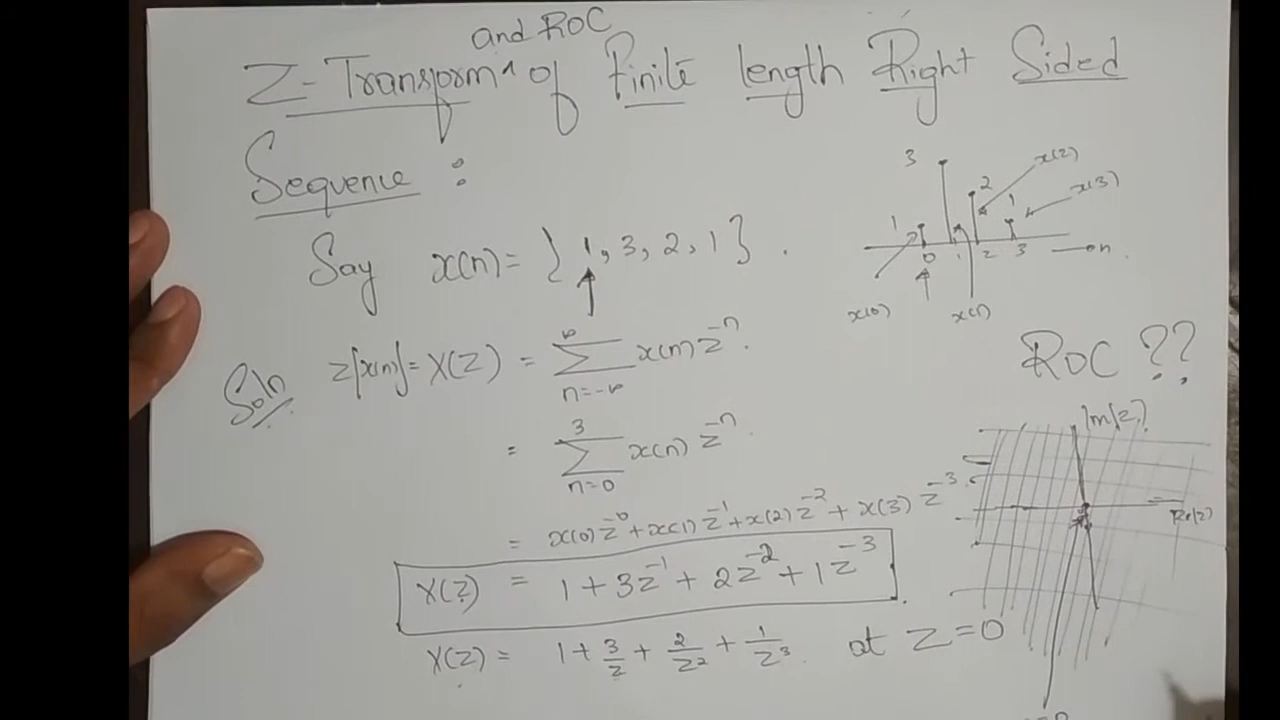 and ROC
Z-Transform ^ of Finite length Right Sided
Sequence :
Say x(n) = { 1, 3, 2, 1 } .
↑
3
2
1
1
0 1 2 3 n
x(0)
x(1)
x(2)
x(3)
Soln Z[x(n)] = X(Z) = ∑ x(n) z⁻ⁿ.
n=-∞
∞
= ∑ x(n) z⁻ⁿ.
3
n=0
= x(0) z⁻⁰ + x(1) z⁻¹ + x(2) z⁻² + x(3) z⁻³.
X(Z) = 1 + 3z⁻¹ + 2z⁻² + 1z⁻³.
X(Z) = 1 + 3/z + 2/z² + 1/z³. at Z=0
ROC ??
Im(z)
Re(z)